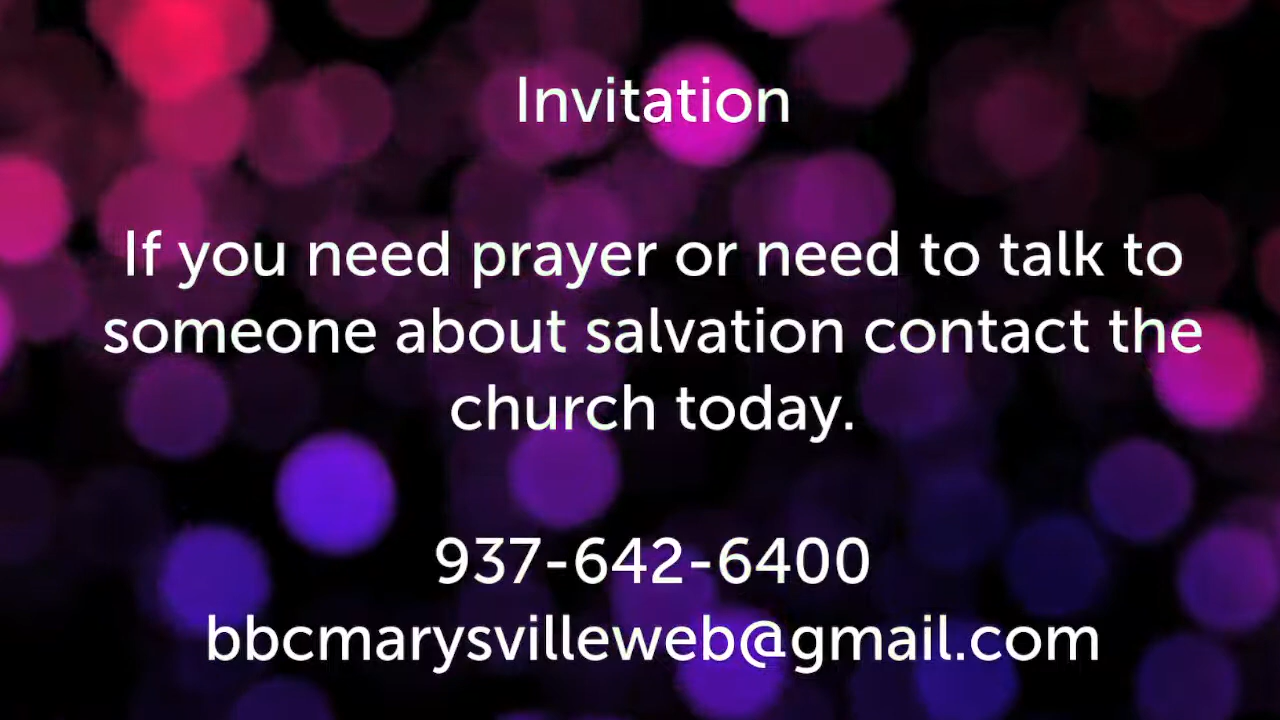 Invitation
If you need prayer or need to talk to
someone about salvation contact the
church today.
937-642-6400
bbcmarysvilleweb@gmail.com